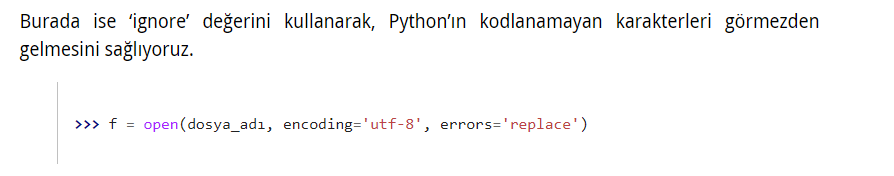 Burada ise ‘ignore’ değerini kullanarak, Python’ın kodlanamayan karakterleri görmezden
gelmesini sağlıyoruz.
>>> f = open(dosya_adı, encoding='utf-8', errors='replace')